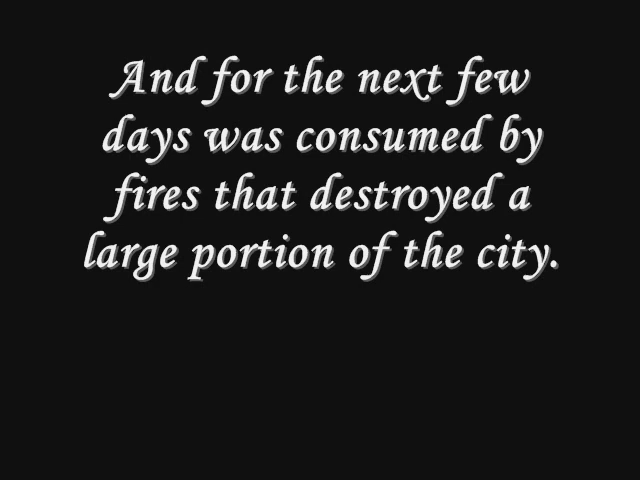 And for the next few
days was consumed by
fires that destroyed a
large portion of the city.